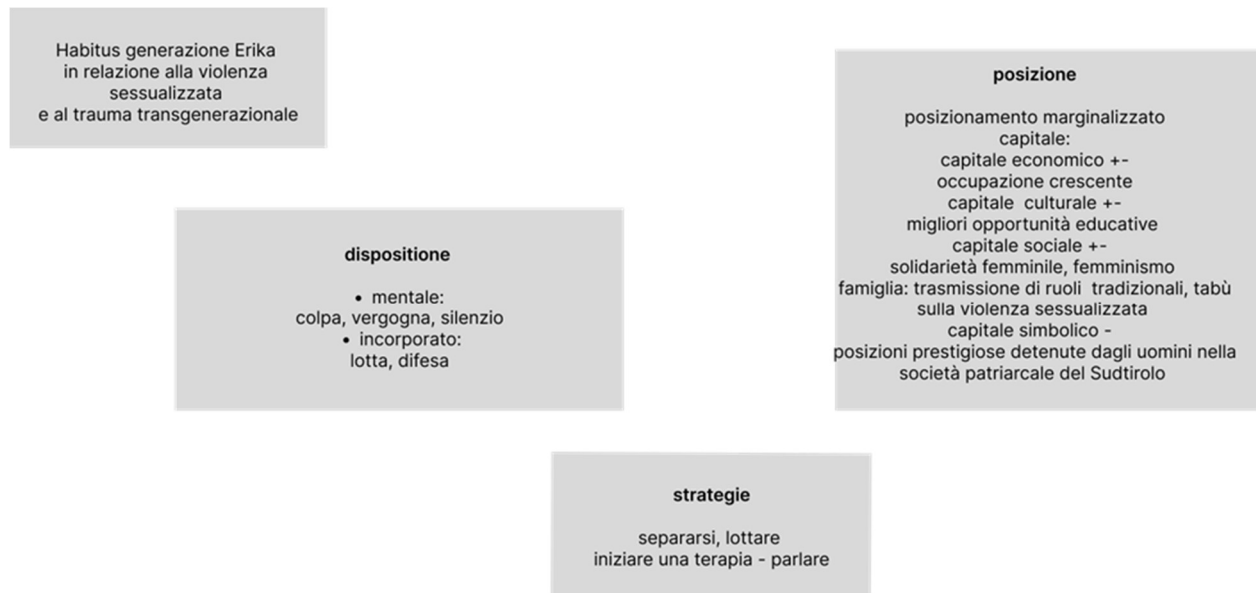 Habitus generazione Erika
in relazione alla violenza
sessualizzata
e al trauma transgenerazionale
dispositione
• mentale:
colpa, vergogna, silenzio
• incorporato:
lotta, difesa
posizione
posizionamento marginalizzato
capitale:
capitale economico +-
occupazione crescente
capitale culturale +-
migliori opportunità educative
capitale sociale +-
solidarietà femminile, femminismo
famiglia: trasmissione di ruoli tradizionali, tabù
sulla violenza sessualizzata
capitale simbolico -
posizioni prestigiose detenute dagli uomini nella
società patriarcale del Sudtirolo
strategie
separarsi, lottare
iniziare una terapia - parlare